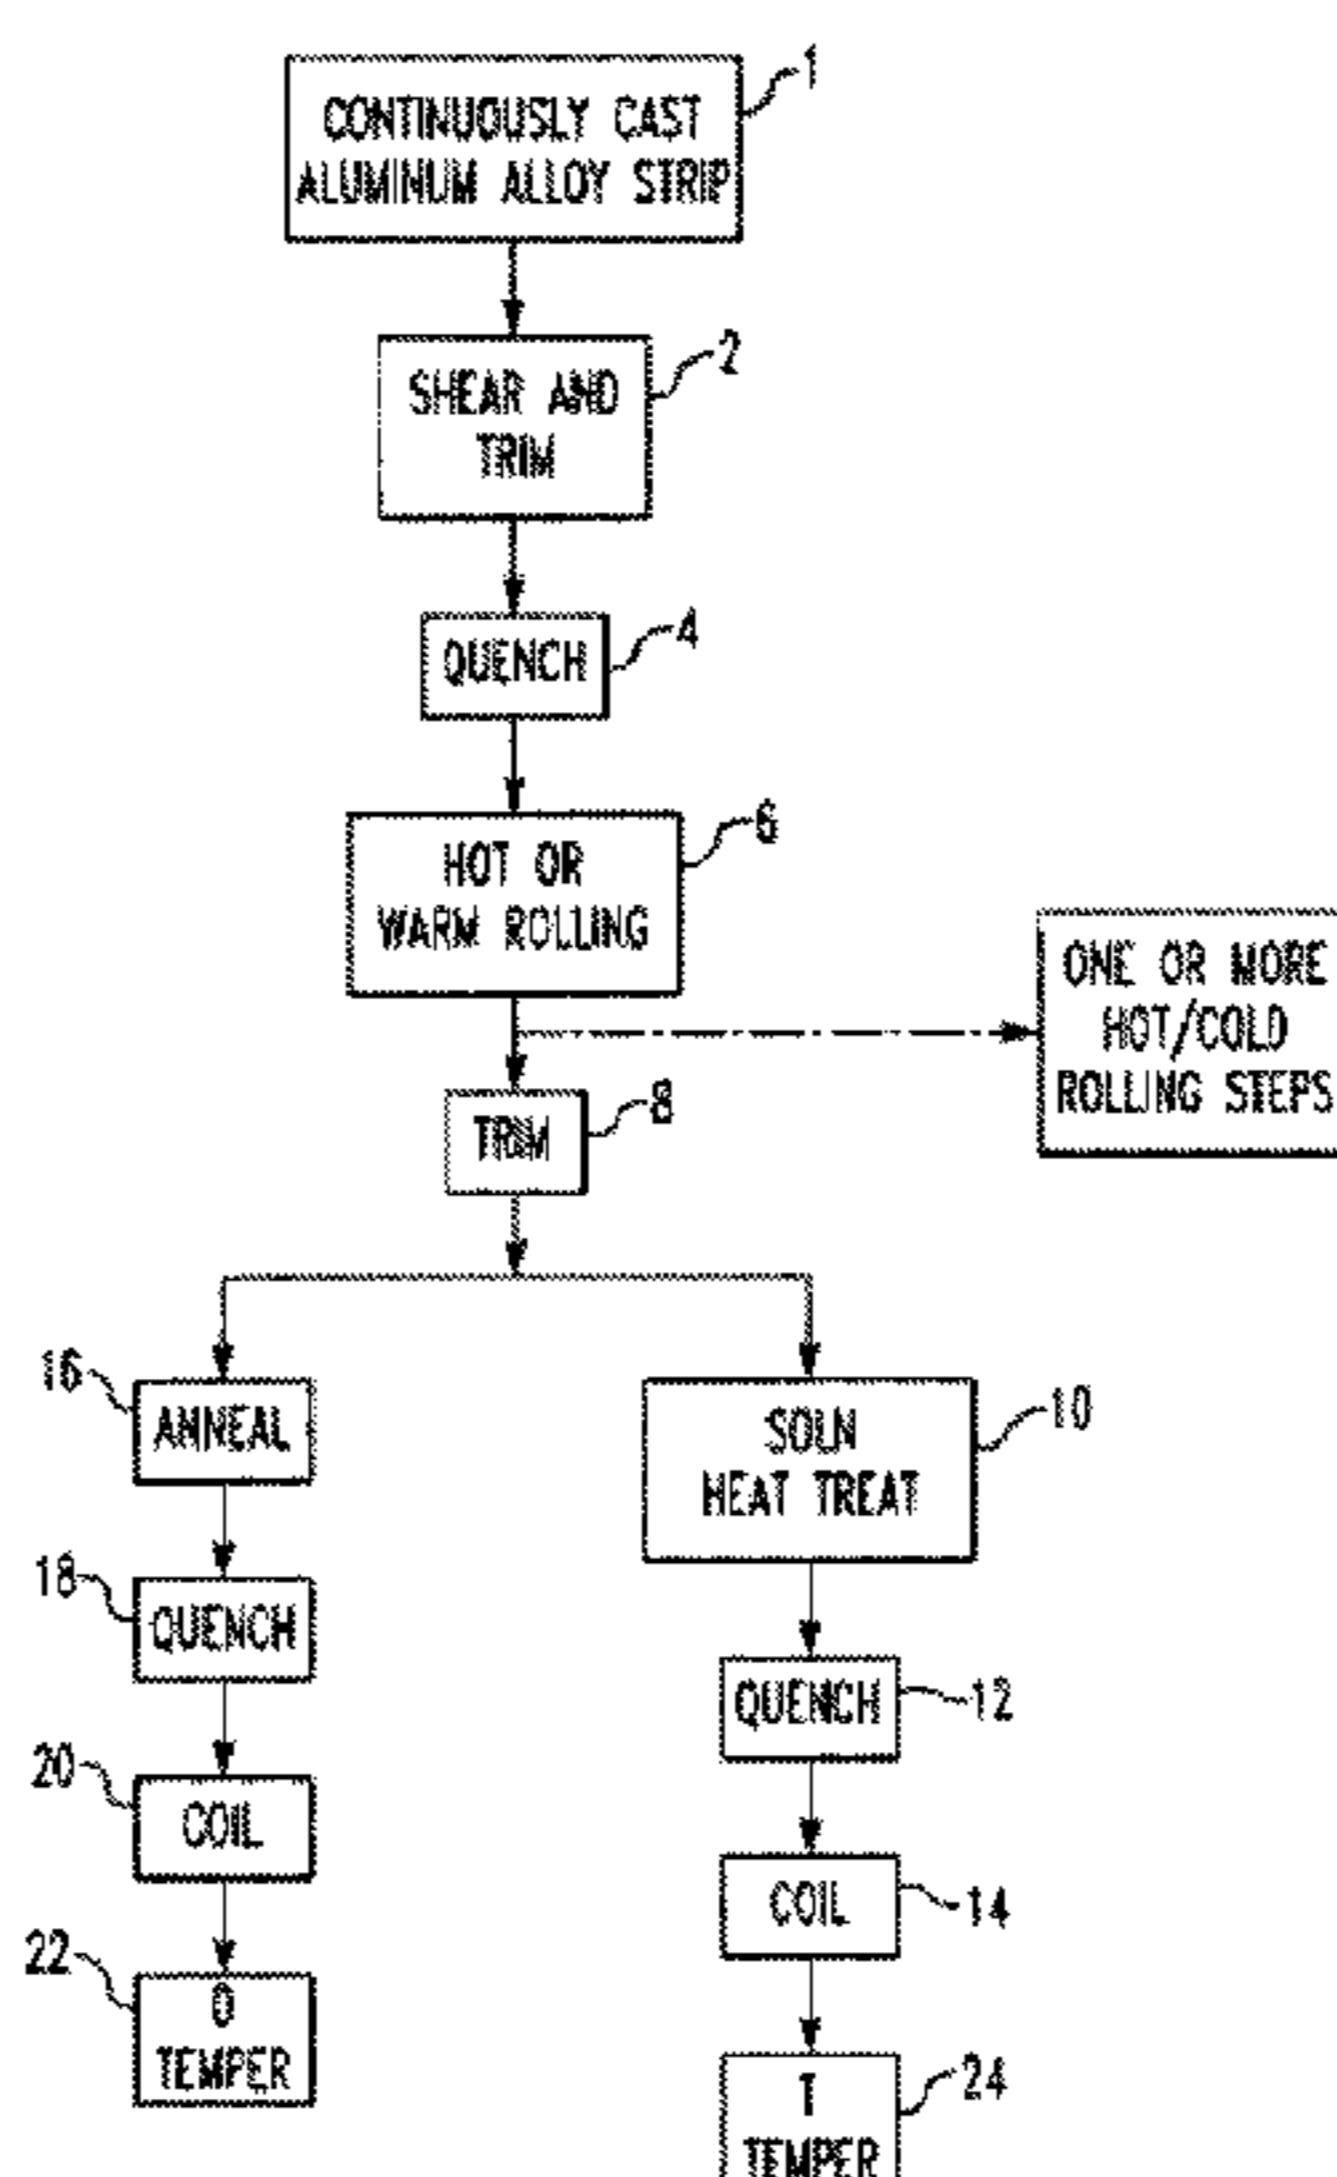 CONTINUOUSLY CAST
ALUMINUM ALLOY STRIP
1
SHEAR AND
TRIM
2
QUENCH
4
HOT OR
WARM ROLLING
6
ONE OR MORE
HOT/COLD
ROLLING STEPS
TRIM
8
16
ANNEAL
SOLN
HEAT TREAT
10
18
QUENCH
QUENCH
12
20
COIL
COIL
14
22
O
TEMPER
T
TEMPER
24